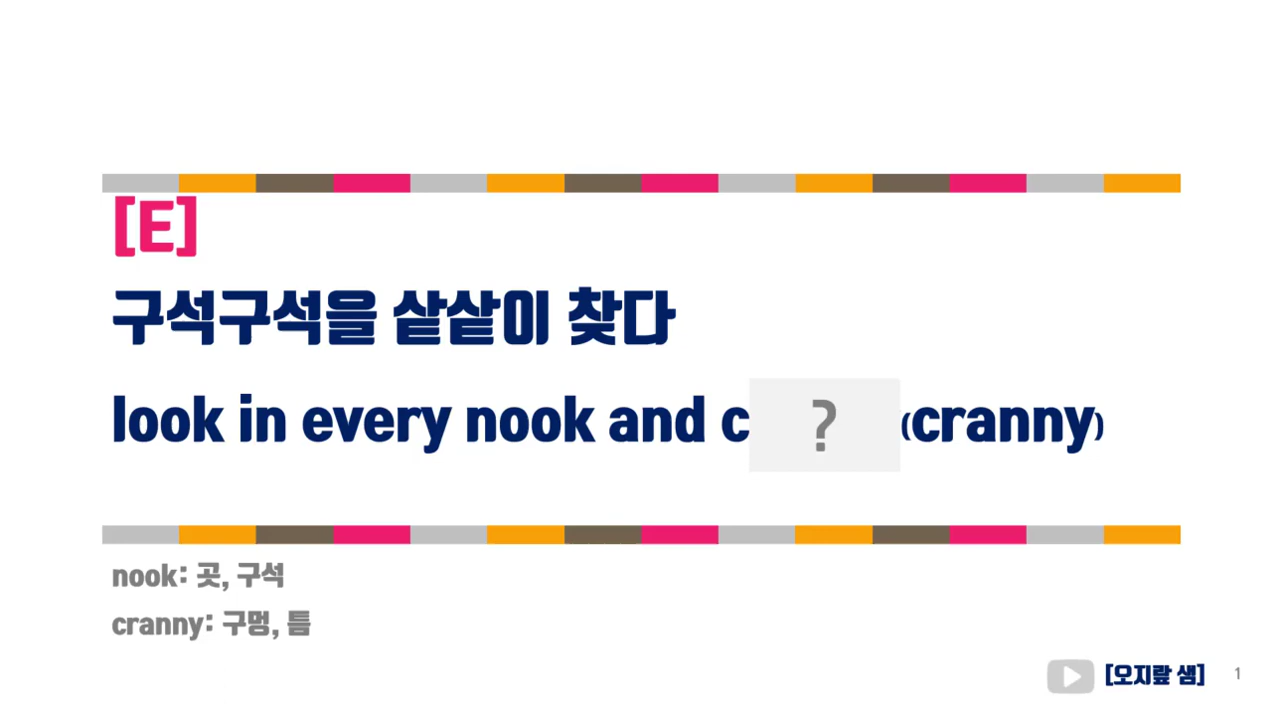 [E]
구석구석을 샅샅이 찾다
look in every nook and c ? (cranny)
nook: 곳, 구석
cranny: 구멍, 틈
[오지랖 샘] 1